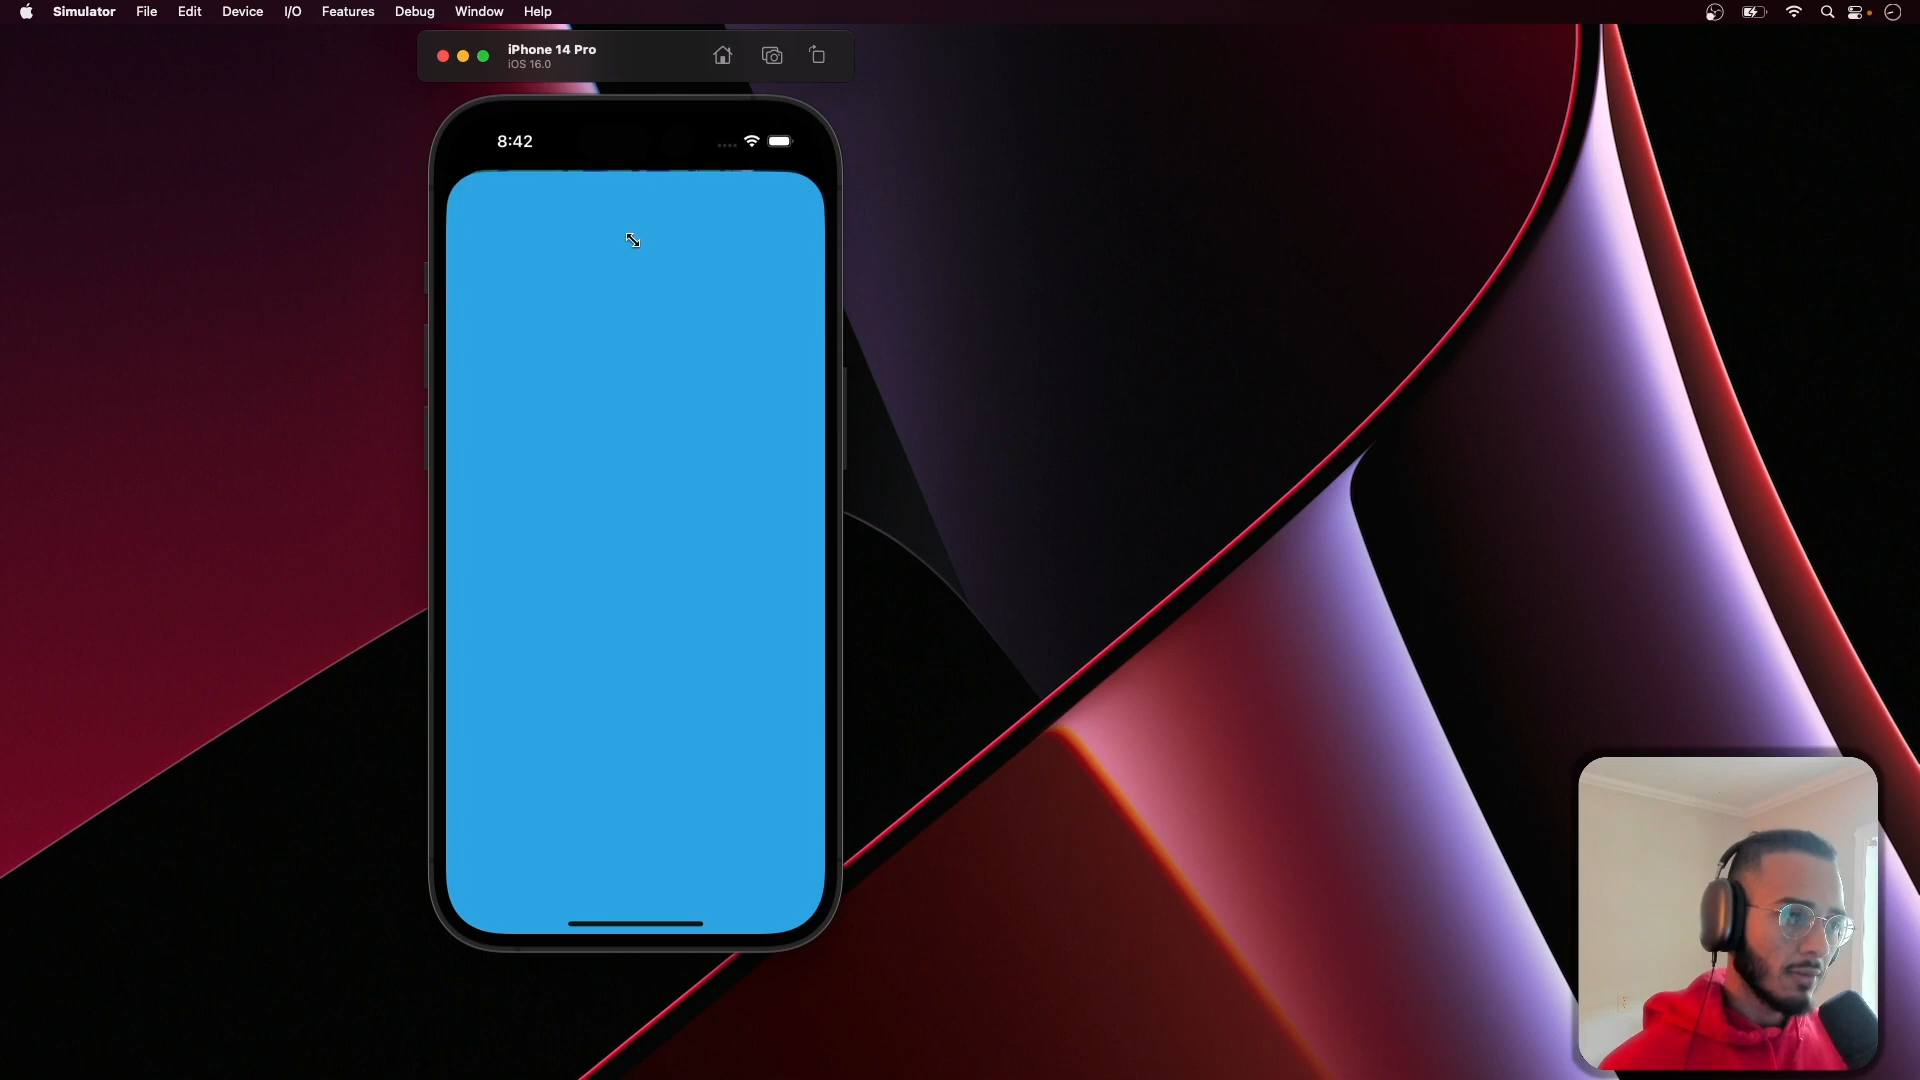 Simulator File Edit Device I/O Features Debug Window Help
iPhone 14 Pro
iOS 16.0
8:42